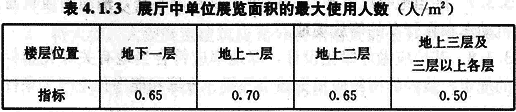 表 4.1.3 展厅中单位展览面积的最大使用人数（人/m²）
楼层位置 地下一层 地上一层 地上二层 地上三层及
三层以上各层
指标 0.65 0.70 0.65 0.50